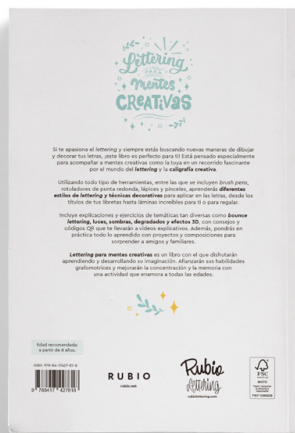 Lettering
PARA
mentes
CREATIVAS
Si te apasiona el lettering y siempre estás buscando nuevas maneras de dibujar
y decorar tus letras, ¡este libro es perfecto para ti! Está pensado especialmente
para acompañar a mentes creativas como la tuya en un recorrido fascinante
por el mundo del lettering y la caligrafía creativa.
Utilizando todo tipo de herramientas, entre las que se incluyen brush pens,
rotuladores de punta redonda, lápices y pinceles, aprenderás diferentes
estilos de lettering y técnicas decorativas para aplicar en las letras, desde los
títulos de tus libretas hasta láminas increíbles para ti o para regalar.
Incluye explicaciones y ejercicios de temáticas tan diversas como bounce
lettering, luces, sombras, degradados y efectos 3D, con consejos y
códigos QR que te llevarán a vídeos explicativos. Además, pondrás en
práctica todo lo aprendido con proyectos y composiciones para
sorprender a amigos y familiares.
Lettering para mentes creativas es un libro con el que disfrutarán
aprendiendo y desarrollando su imaginación. Afianzarán sus habilidades
grafomotrices y mejorarán la concentración y la memoria con
una actividad que enamora a todas las edades.
Edad recomendada:
a partir de 8 años.
RUBIO
rubio.net
Rubio
Lettering
rubiolettering.com
FSC
MIXTO